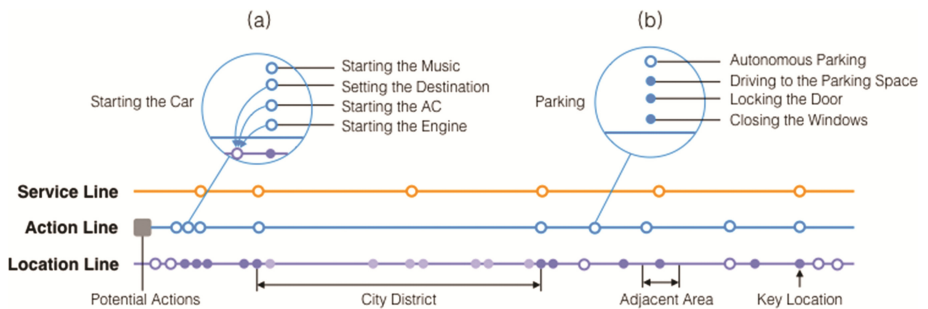 (a)
(b)
Starting the Car
Starting the Music
Setting the Destination
Starting the AC
Starting the Engine
Parking
Autonomous Parking
Driving to the Parking Space
Locking the Door
Closing the Windows
Service Line
Action Line
Location Line
Potential Actions
City District
Adjacent Area
Key Location